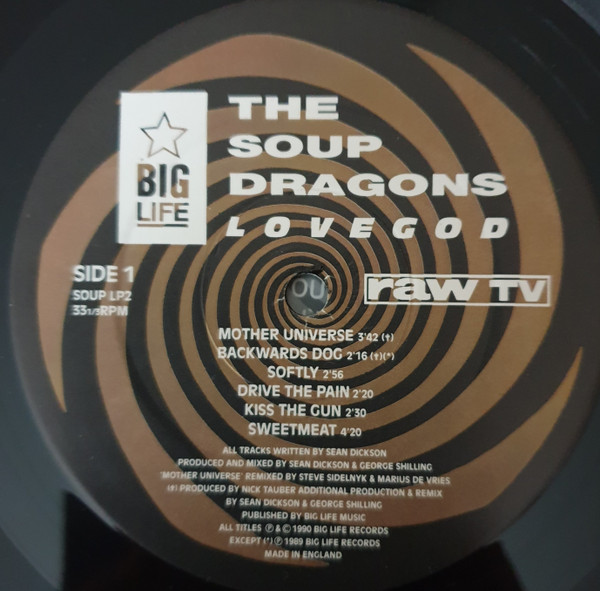 THE
SOUP
DRAGONS
LOVEGOD
BIG
LIFE
SIDE 1
SOUP LP2
33 1/3 RPM
raw TV
MOTHER UNIVERSE 3'42 (†)
BACKWARDS DOG 2'16 (†)(*)
SOFTLY 2'56
DRIVE THE PAIN 2'20
KISS THE GUN 2'30
SWEETMEAT 4'20
ALL TRACKS WRITTEN BY SEAN DICKSON
PRODUCED AND MIXED BY SEAN DICKSON & GEORGE SHILLING
'MOTHER UNIVERSE' REMIXED BY STEVE SIDELNYK & MARIUS DE VRIES
(†) PRODUCED BY NICK TAUBER ADDITIONAL PRODUCTION & REMIX
BY SEAN DICKSON & GEORGE SHILLING
PUBLISHED BY BIG LIFE MUSIC
ALL TITLES ℗ & © 1990 BIG LIFE RECORDS
EXCEPT (*) ℗ 1989 BIG LIFE RECORDS
MADE IN ENGLAND